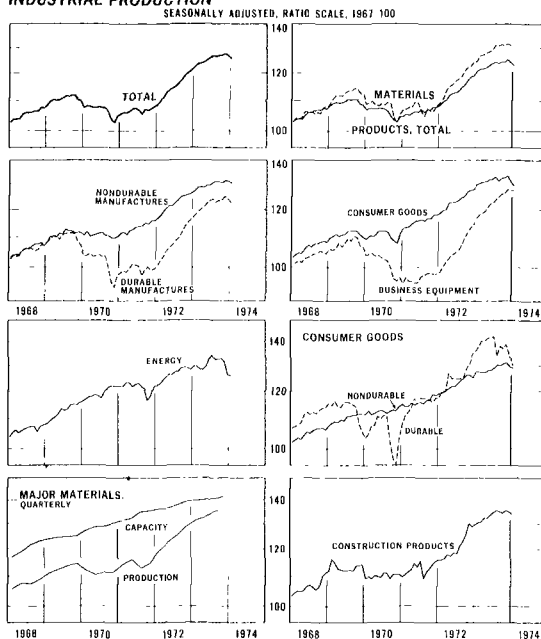 INDUSTRIAL PRODUCTION
SEASONALLY ADJUSTED, RATIO SCALE, 1967 100
TOTAL
140
120
100
MATERIALS
PRODUCTS, TOTAL
NONDURABLE
MANUFACTURES
DURABLE
MANUFACTURES
140
120
100
CONSUMER GOODS
BUSINESS EQUIPMENT
1968 1970 1972 1974
1968 1970 1972 1974
ENERGY
140
120
100
CONSUMER GOODS
NONDURABLE
DURABLE
MAJOR MATERIALS.
QUARTERLY
CAPACITY
PRODUCTION
140
120
100
CONSTRUCTION PRODUCTS
1968 1970 1972 1974
1968 1970 1972 1974